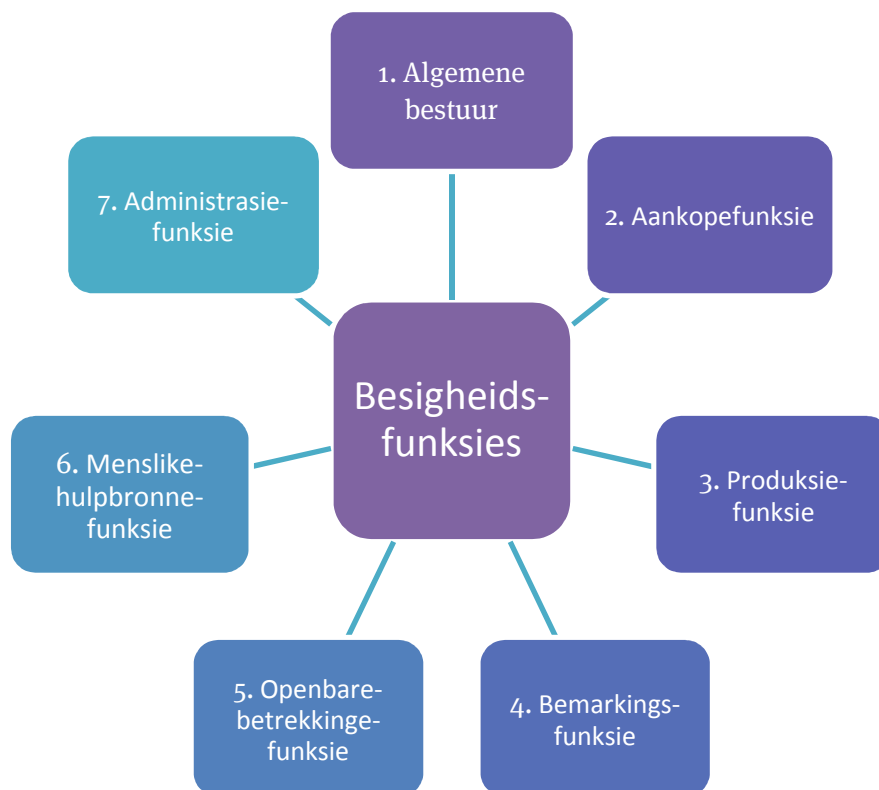 1. Algemene
bestuur
2. Aankopefunksie
3. Produksie-
funksie
4. Bemarkings-
funksie
5. Openbare-
betrekkinge-
funksie
6. Menslike-
hulpbronne-
funksie
7. Administrasie-
funksie
Besigheids-
funksies